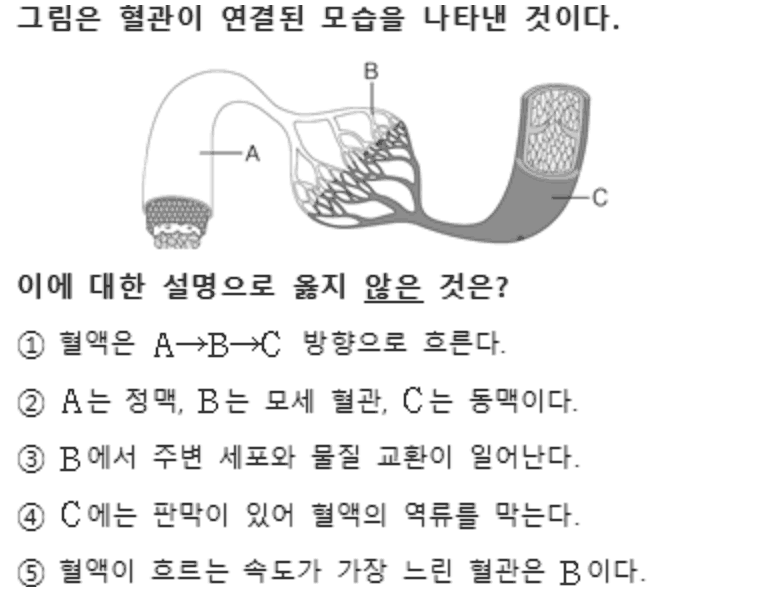 그림은 혈관이 연결된 모습을 나타낸 것이다.
B
A
C
이에 대한 설명으로 옳지 않은 것은?
① 혈액은 A→B→C 방향으로 흐른다.
② A는 정맥, B는 모세 혈관, C는 동맥이다.
③ B에서 주변 세포와 물질 교환이 일어난다.
④ C에는 판막이 있어 혈액의 역류를 막는다.
⑤ 혈액이 흐르는 속도가 가장 느린 혈관은 B이다.